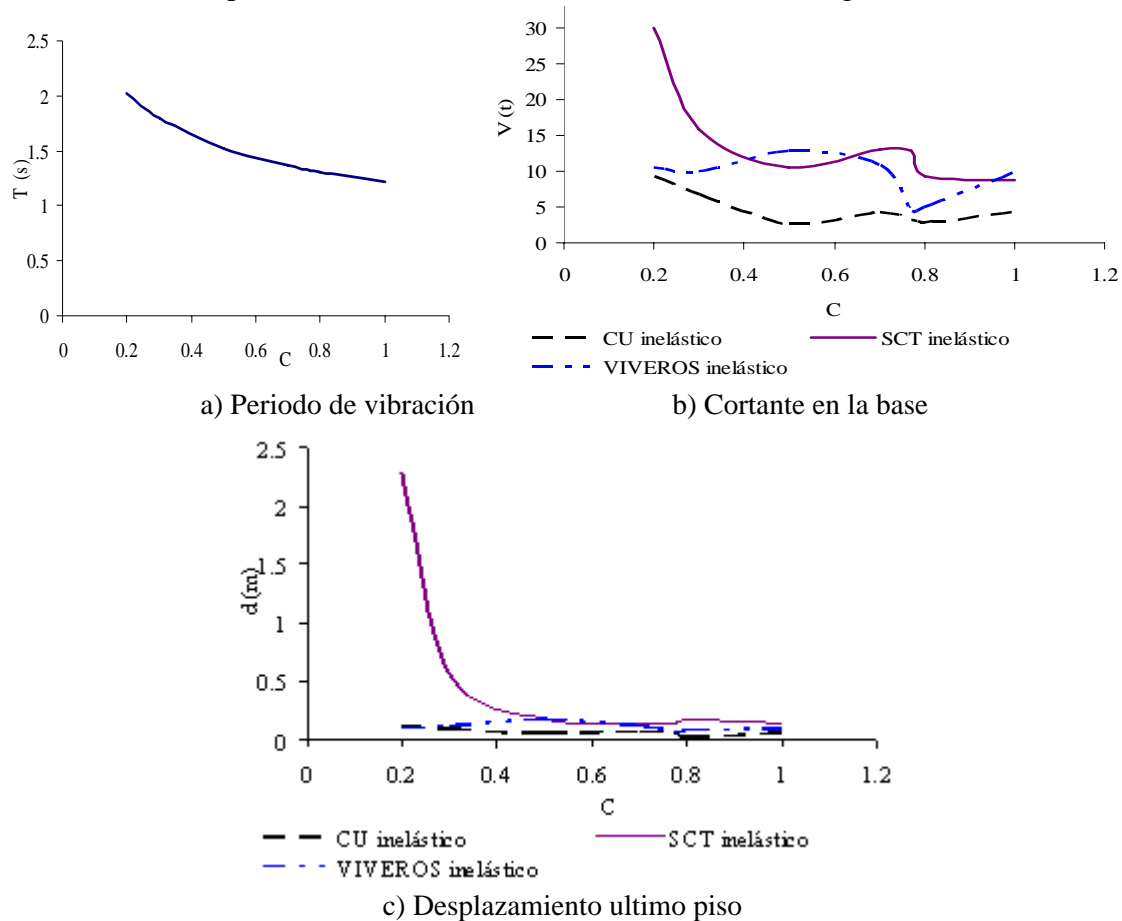 2.5
2
1.5
1
0.5
0
T (s)
0 0.2 0.4 0.6 0.8 1 1.2
C
30
25
20
15
10
5
0
V (t)
0 0.2 0.4 0.6 0.8 1 1.2
C
CU inelástico SCT inelástico
VIVEROS inelástico
a) Periodo de vibración b) Cortante en la base
2.5
2
1.5
1
0.5
0
d(m)
0 0.2 0.4 0.6 0.8 1 1.2
C
CU inelástico SCT inelástico
VIVEROS inelástico
c) Desplazamiento ultimo piso